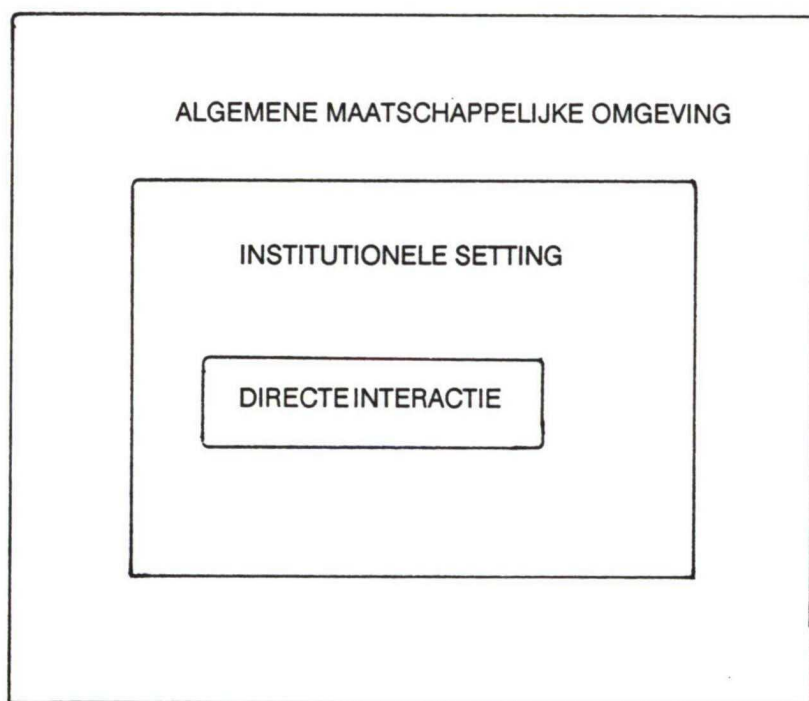 ALGEMENE MAATSCHAPPELIJKE OMGEVING
INSTITUTIONELE SETTING
DIRECTE INTERACTIE